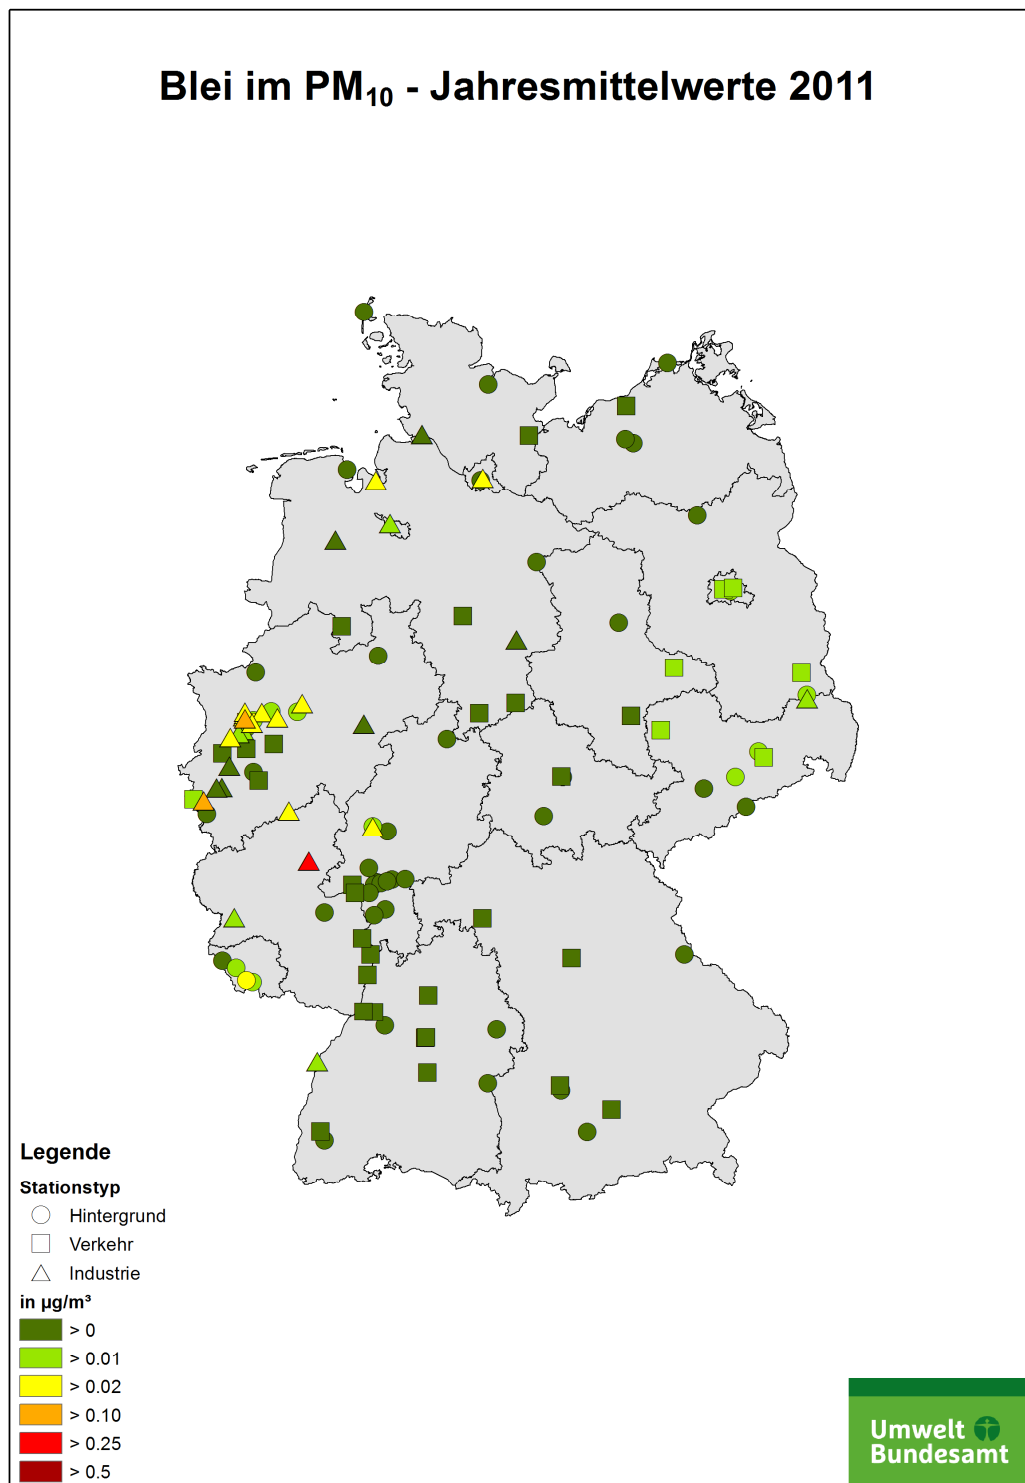 Blei im PM₁₀ - Jahresmittelwerte 2011
Legende
Stationstyp
Hintergrund
Verkehr
Industrie
in µg/m³
> 0
> 0.01
> 0.02
> 0.10
> 0.25
> 0.5
Umwelt
Bundesamt